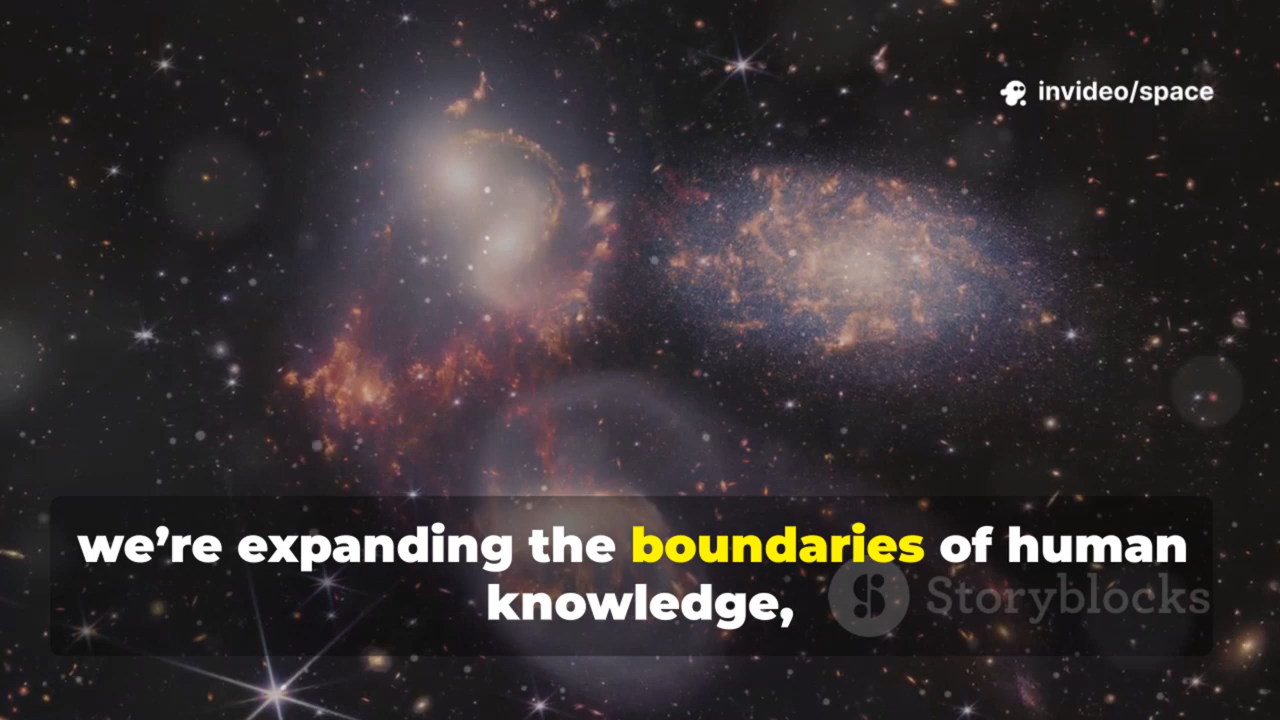 invideo/space
we're expanding the boundaries of human
knowledge,
Storyblocks